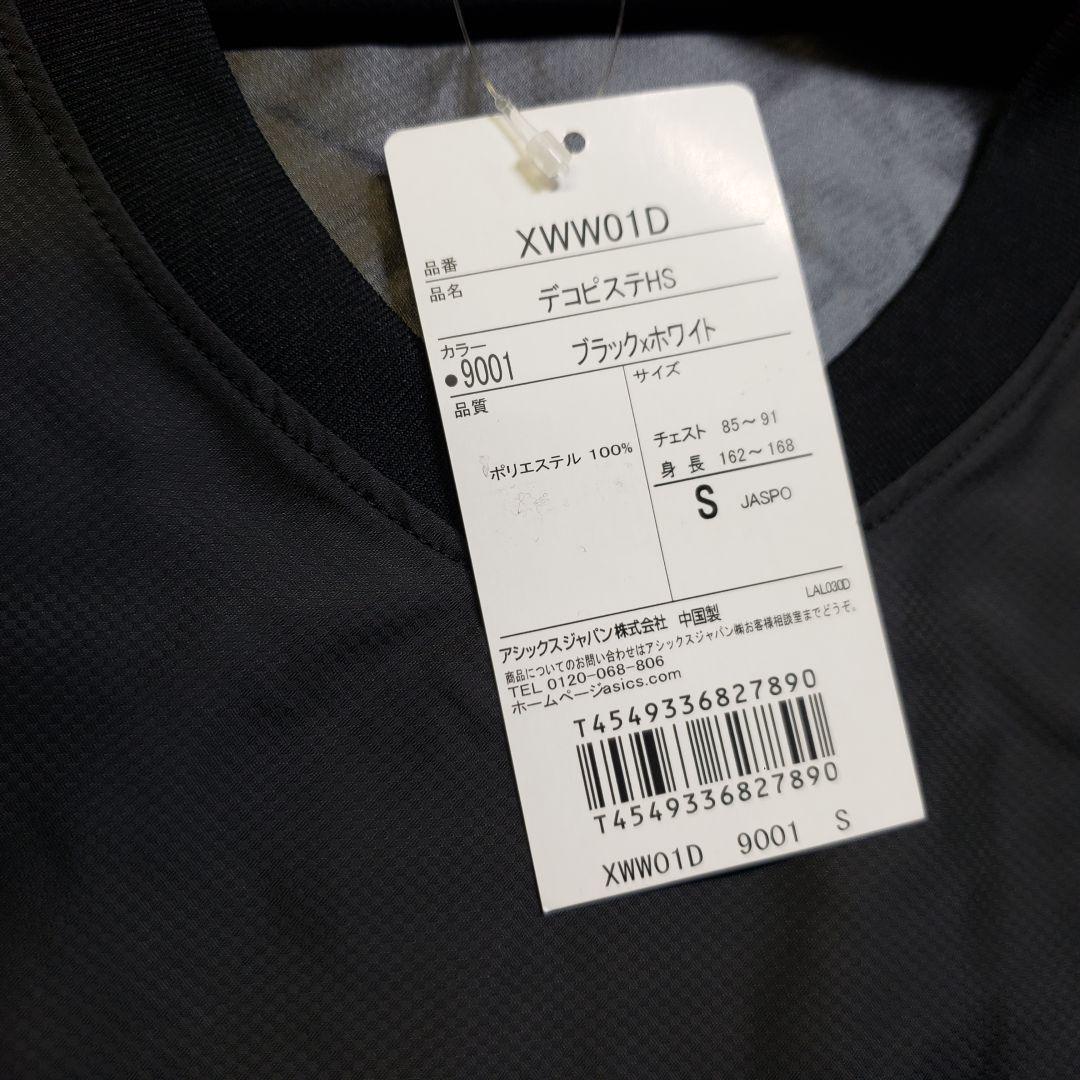 XWW01D
品番
品名 デコピステHS
カラー
●9001 ブラックxホワイト
品質
ポリエステル 100%
サイズ
チェスト 85～91
身長 162～168
S JASPO
LAL030D
アシックスジャパン株式会社 中国製
商品についてのお問い合わせはアシックスジャパン㈱お客様相談室までどうぞ。
TEL 0120-068-806
ホームページasics.com
T4549336827890
T4549336827890
XWW01D 9001 S